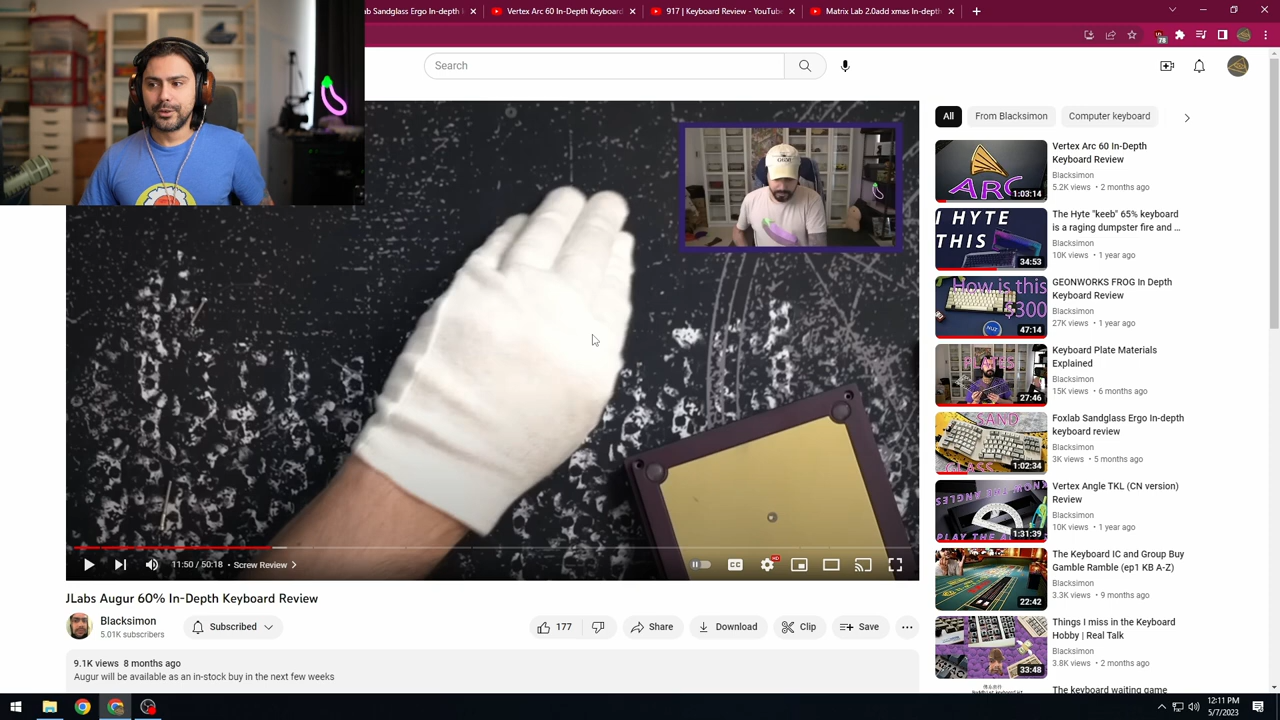 ab Sandglass Ergo in-depth
Vertex Arc 60 In-Depth Keyboard
917 | Keyboard Review - YouTube
Matrix Lab 2.0add xmas In-depth
78
Search
All
From Blacksimon
Computer keyboard
Vertex Arc 60 In-Depth
Keyboard Review
Blacksimon
5.2K views • 2 months ago
ARC
1:03:14
The Hyte "keeb" 65% keyboard
is a raging dumpster fire and ...
Blacksimon
10K views • 1 year ago
I HYTE
THIS
34:53
GEONWORKS FROG In Depth
Keyboard Review
Blacksimon
27K views • 1 year ago
How is this
$300
47:14
Keyboard Plate Materials
Explained
Blacksimon
15K views • 6 months ago
PLATES
27:46
Foxlab Sandglass Ergo In-depth
keyboard review
Blacksimon
3K views • 5 months ago
SAND
GLASS
1:02:34
Vertex Angle TKL (CN version)
Review
Blacksimon
10K views • 1 year ago
KNOW THE ANGLES
PLAY THE
1:31:39
The Keyboard IC and Group Buy
Gamble Ramble (ep1 KB A-Z)
Blacksimon
3.3K views • 9 months ago
22:42
Things I miss in the Keyboard
Hobby | Real Talk
Blacksimon
3.8K views • 2 months ago
33:48
The keyboard waiting game
11:50 / 50:18 • Screw Review
CC
HD
JLabs Augur 60% In-Depth Keyboard Review
Blacksimon
5.01K subscribers
Subscribed
177
Share
Download
Clip
Save
9.1K views 8 months ago
Augur will be available as an in-stock buy in the next few weeks
12:11 PM
5/7/2023